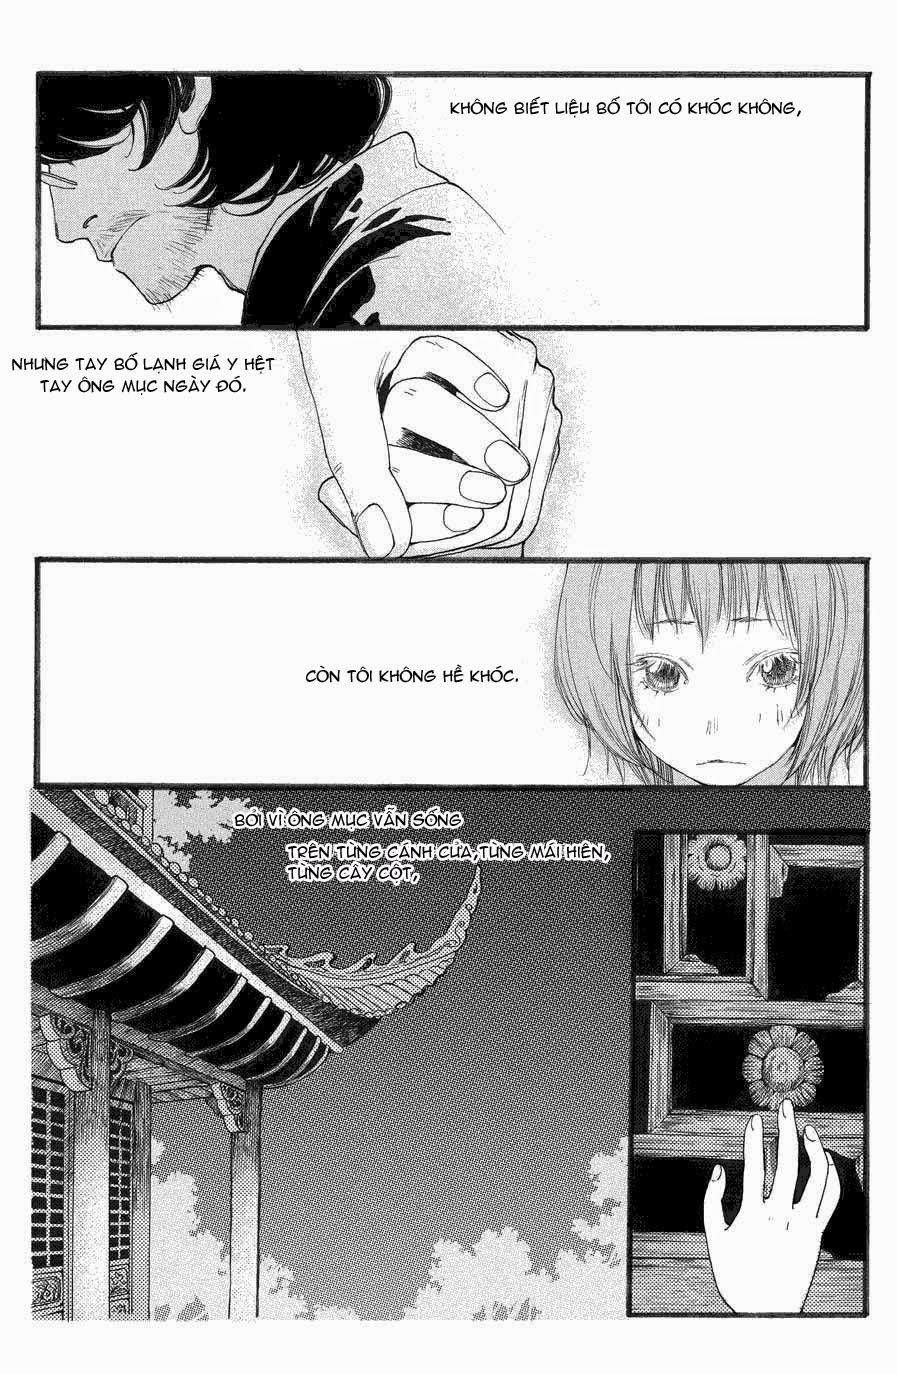 KHÔNG BIẾT LIỆU BỐ TÔI CÓ KHÓC KHÔNG,
NHƯNG TAY BỐ LẠNH GIÁ Y HỆT
TAY ÔNG MỤC NGÀY ĐÓ.
CÒN TÔI KHÔNG HỀ KHÓC.
BỞI VÌ ÔNG MỤC VẪN SỐNG
TRÊN TỪNG CÁNH CỬA, TỪNG MÁI HIÊN,
TỪNG CÂY CỘT,